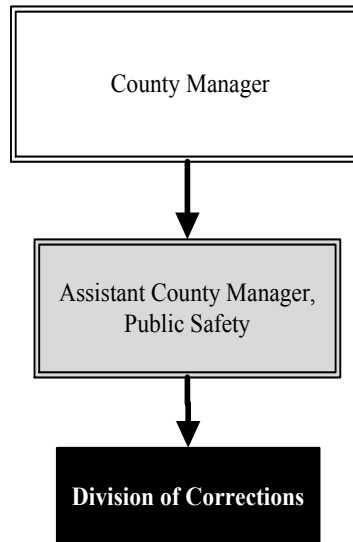 County Manager
Assistant County Manager,
Public Safety
Division of Corrections